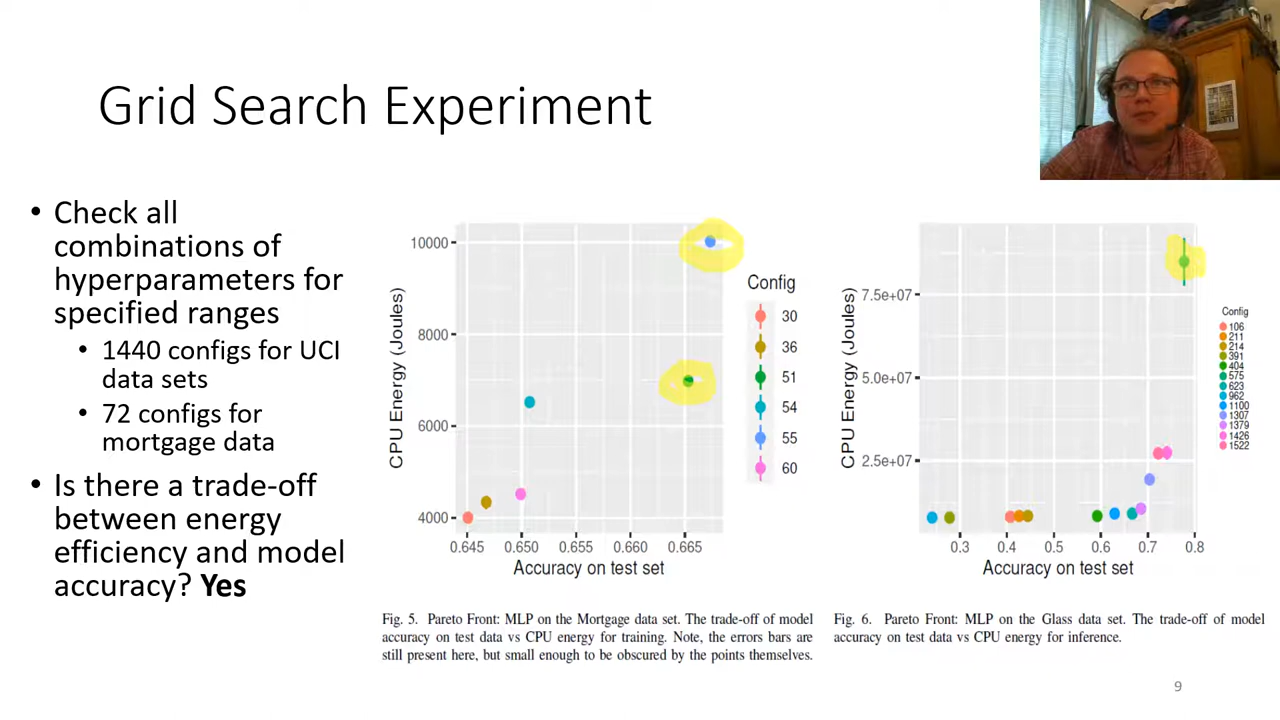 Grid Search Experiment
• Check all
combinations of
hyperparameters for
specified ranges
• 1440 configs for UCI
data sets
• 72 configs for
mortgage data
• Is there a trade-off
between energy
efficiency and model
accuracy? Yes
CPU Energy (Joules)
10000
8000
6000
4000
0.645
0.650
0.655
0.660
0.665
Accuracy on test set
Config
30
36
51
54
55
60
Fig. 5. Pareto Front: MLP on the Mortgage data set. The trade-off of model
accuracy on test data vs CPU energy for training. Note, the errors bars are
still present here, but small enough to be obscured by the points themselves.
CPU Energy (Joules)
7.5e+07
5.0e+07
2.5e+07
0.3
0.4
0.5
0.6
0.7
0.8
Accuracy on test set
Config
106
211
214
391
404
575
623
962
1100
1307
1379
1426
1522
Fig. 6. Pareto Front: MLP on the Glass data set. The trade-off of model
accuracy on test data vs CPU energy for inference.
9